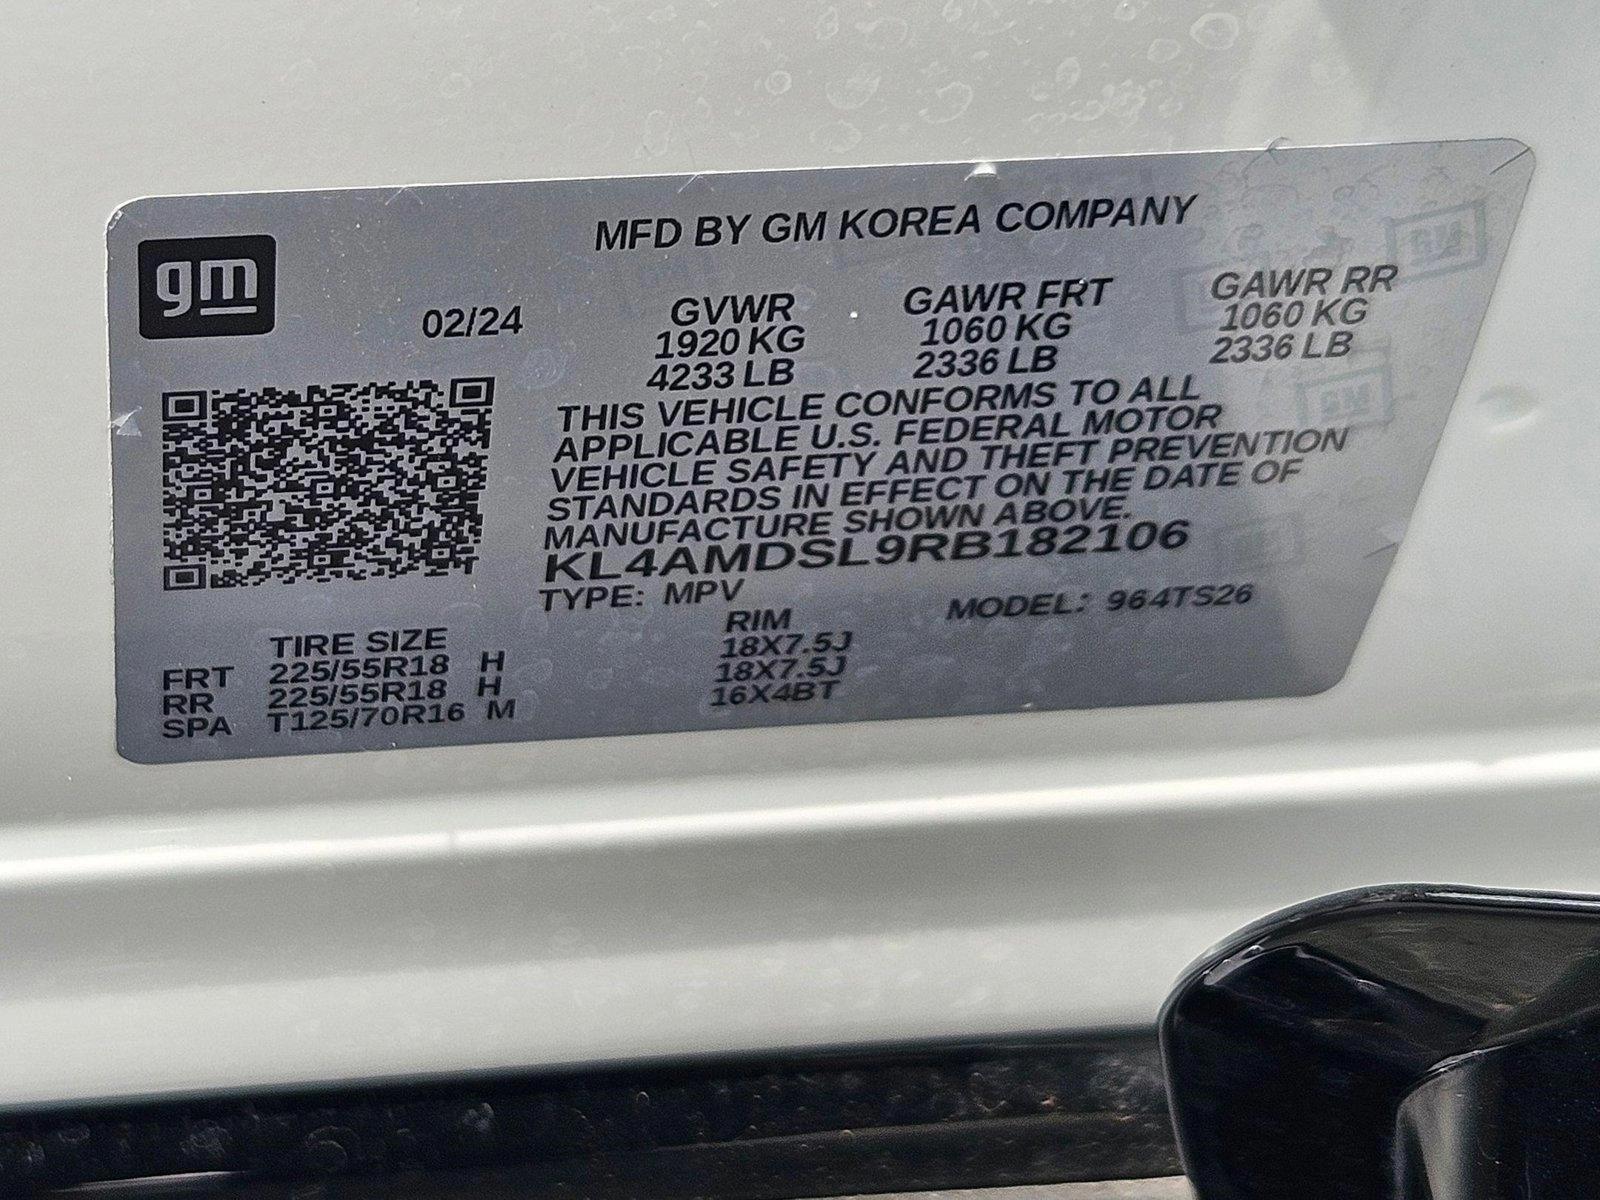 gm
MFD BY GM KOREA COMPANY
02/24
GVWR GAWR FRT GAWR RR
1920 KG 1060 KG 1060 KG
4233 LB 2336 LB 2336 LB
THIS VEHICLE CONFORMS TO ALL
APPLICABLE U.S. FEDERAL MOTOR
VEHICLE SAFETY AND THEFT PREVENTION
STANDARDS IN EFFECT ON THE DATE OF
MANUFACTURE SHOWN ABOVE.
KL4AMDSL9RB182106
TYPE: MPV MODEL: 964TS26
TIRE SIZE RIM
FRT 225/55R18 H 18X7.5J
RR 225/55R18 H 18X7.5J
SPA T125/70R16 M 16X4BT